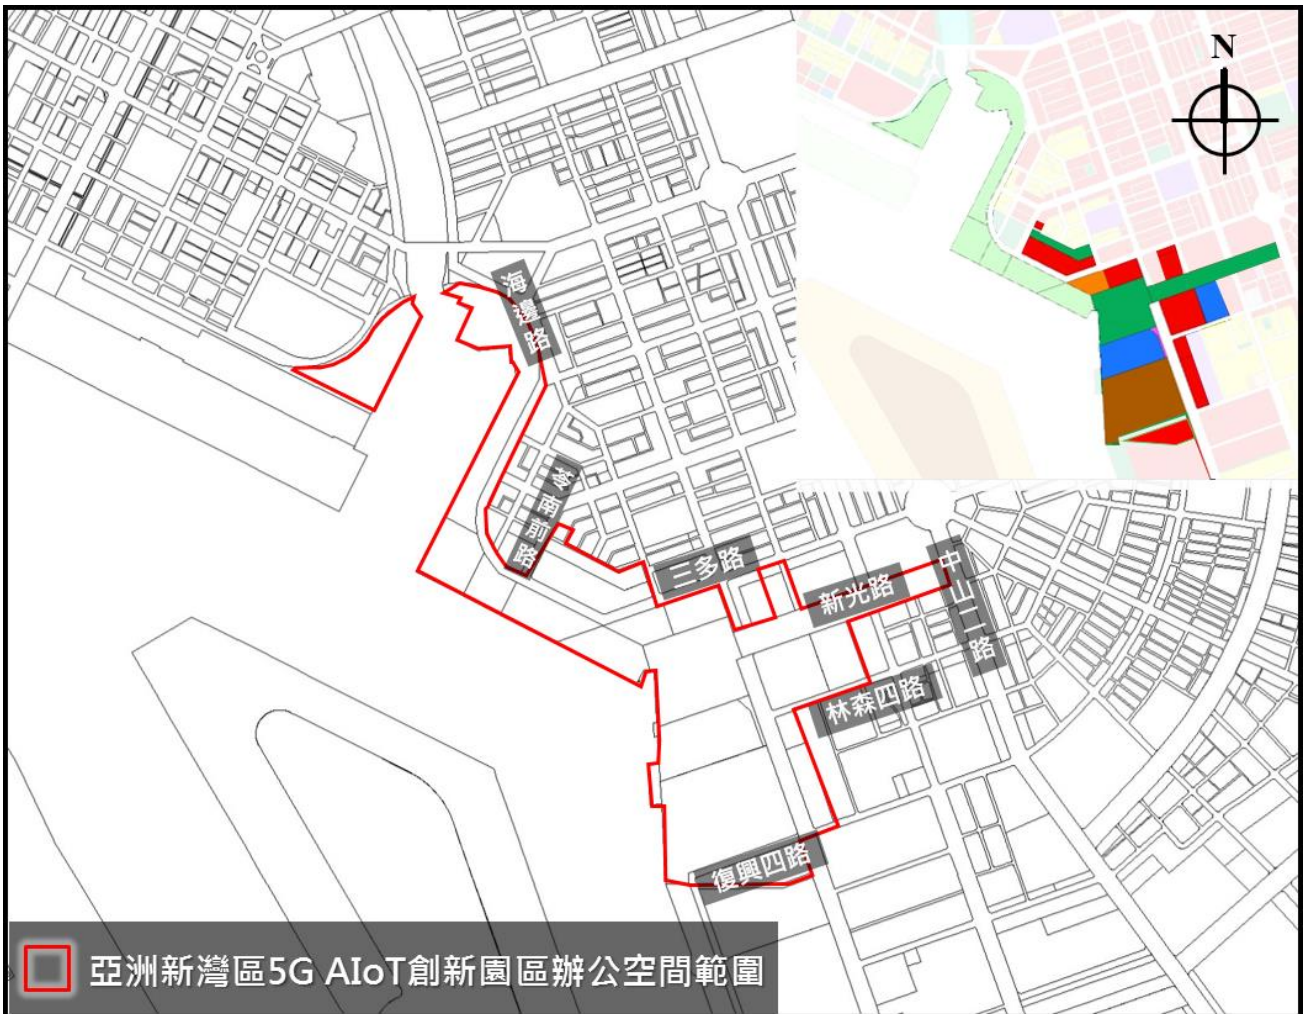 N
海邊路
苓南前路
三多路
新光路
中山二路
林森四路
復興四路
亞洲新灣區5G AIoT創新園區辦公空間範圍